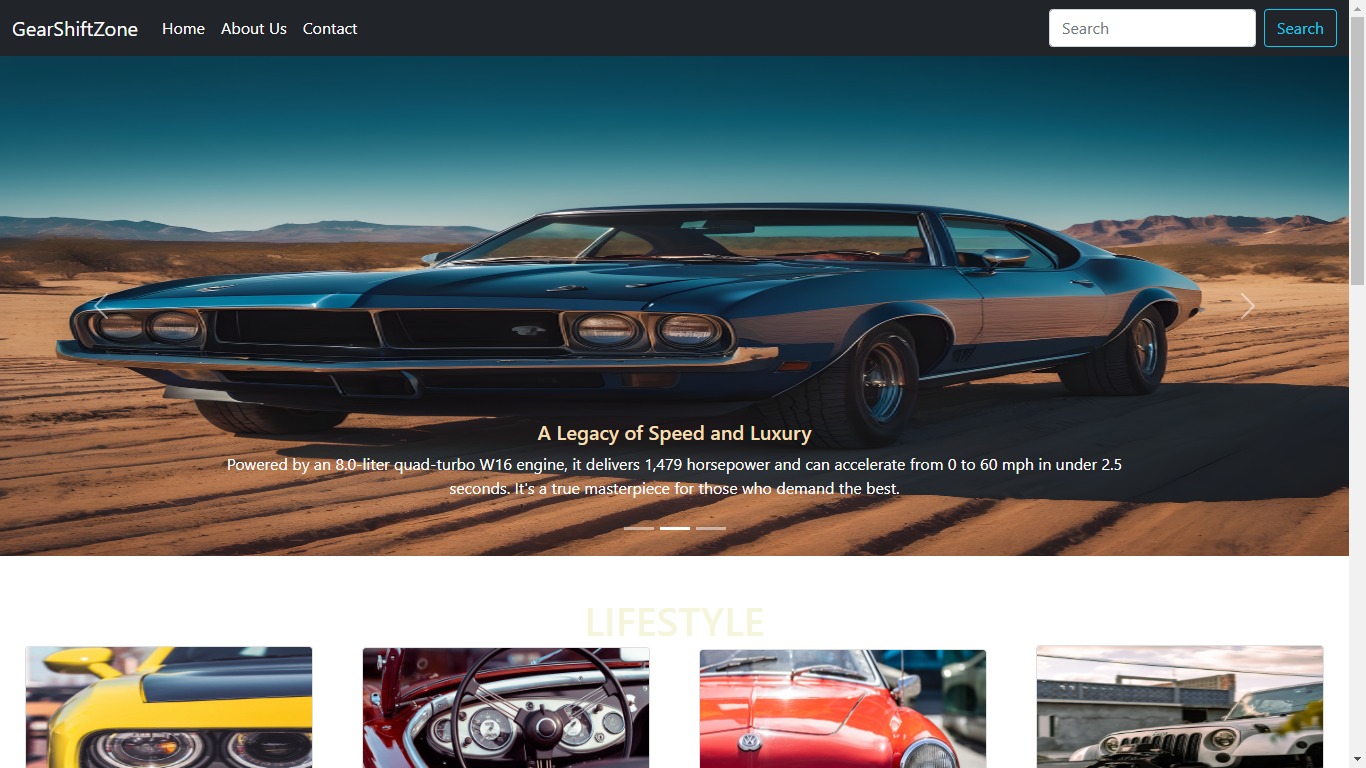 GearShiftZone Home About Us Contact Search Search
A Legacy of Speed and Luxury
Powered by an 8.0-liter quad-turbo W16 engine, it delivers 1,479 horsepower and can accelerate from 0 to 60 mph in under 2.5
seconds. It's a true masterpiece for those who demand the best.
LIFESTYLE